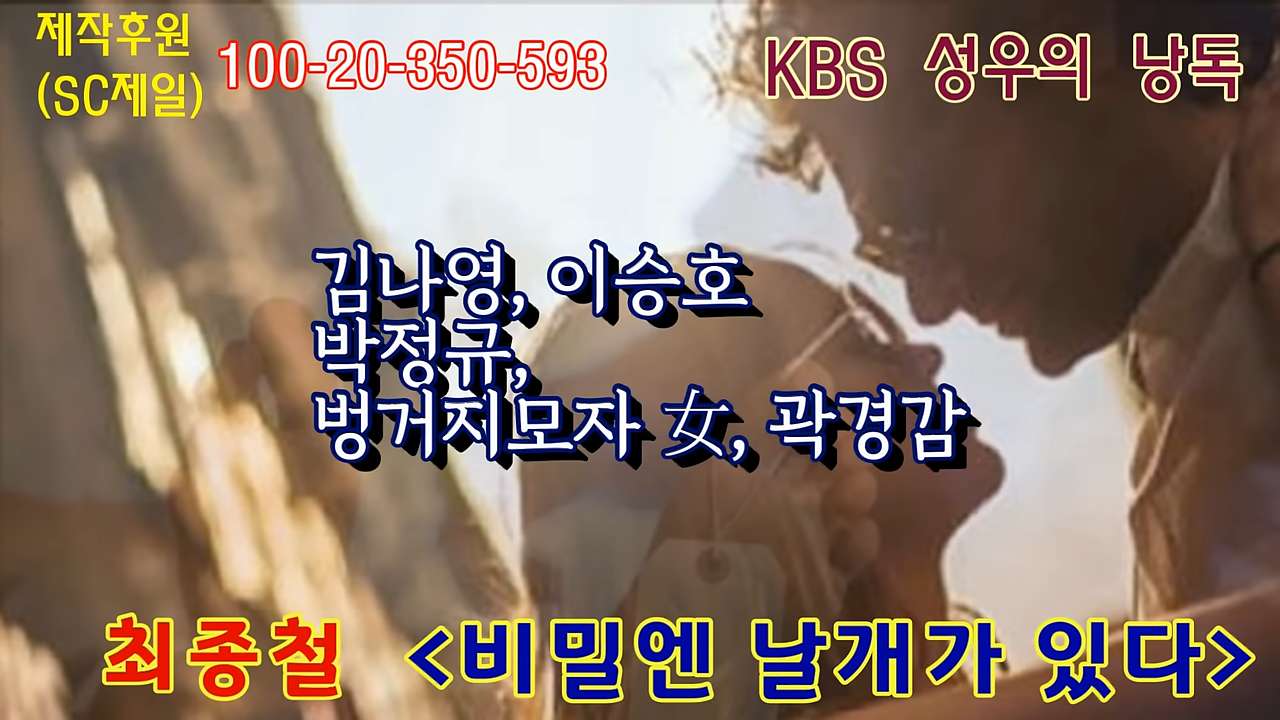 제작후원
(SC제일)
100-20-350-593
KBS 성우의 낭독
김나영, 이승호
박정규,
벙거지모자 女, 곽경감
최종철 <비밀엔 날개가 있다>